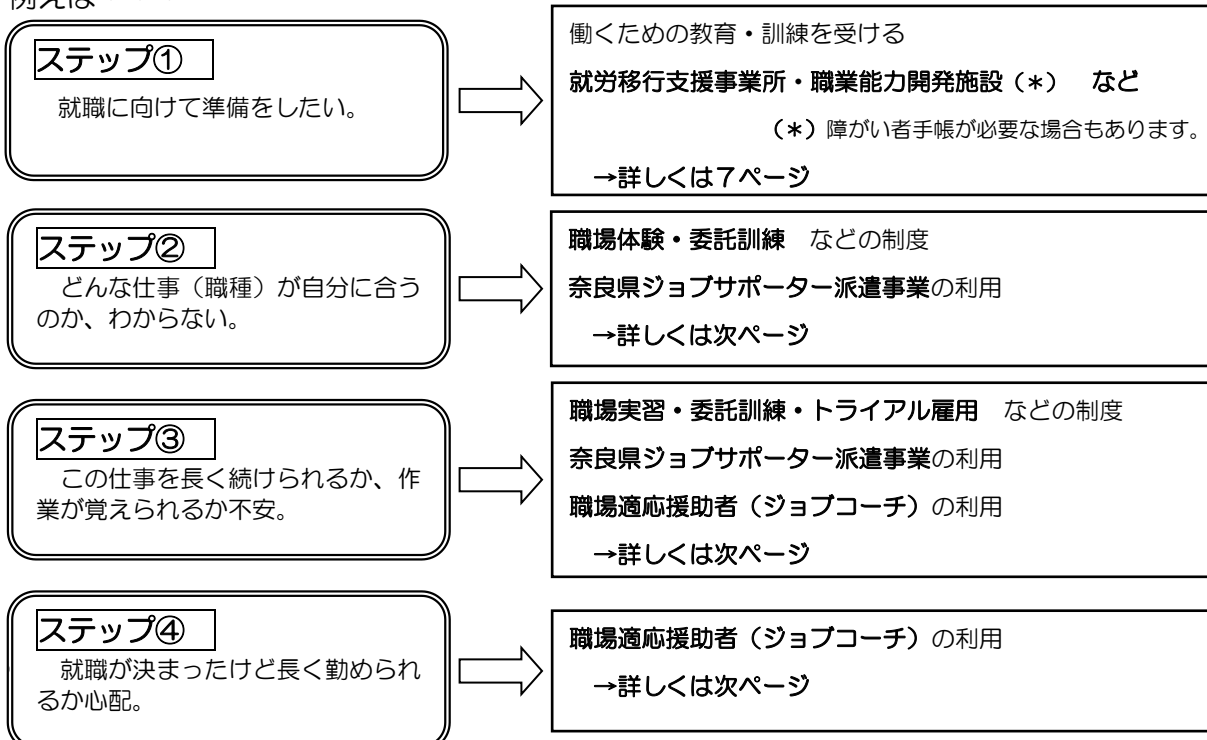 例えば・・・
ステップ①
就職に向けて準備をしたい。
働くための教育・訓練を受ける
就労移行支援事業所・職業能力開発施設(*) など
(*)障がい者手帳が必要な場合もあります。
→詳しくは7ページ
ステップ②
どんな仕事(職種)が自分に合う
のか、わからない。
職場体験・委託訓練 などの制度
奈良県ジョブサポーター派遣事業の利用
→詳しくは次ページ
ステップ③
この仕事を長く続けられるか、作
業が覚えられるか不安。
職場実習・委託訓練・トライアル雇用 などの制度
奈良県ジョブサポーター派遣事業の利用
職場適応援助者(ジョブコーチ)の利用
→詳しくは次ページ
ステップ④
就職が決まったけど長く勤められ
るか心配。
職場適応援助者(ジョブコーチ)の利用
→詳しくは次ページ